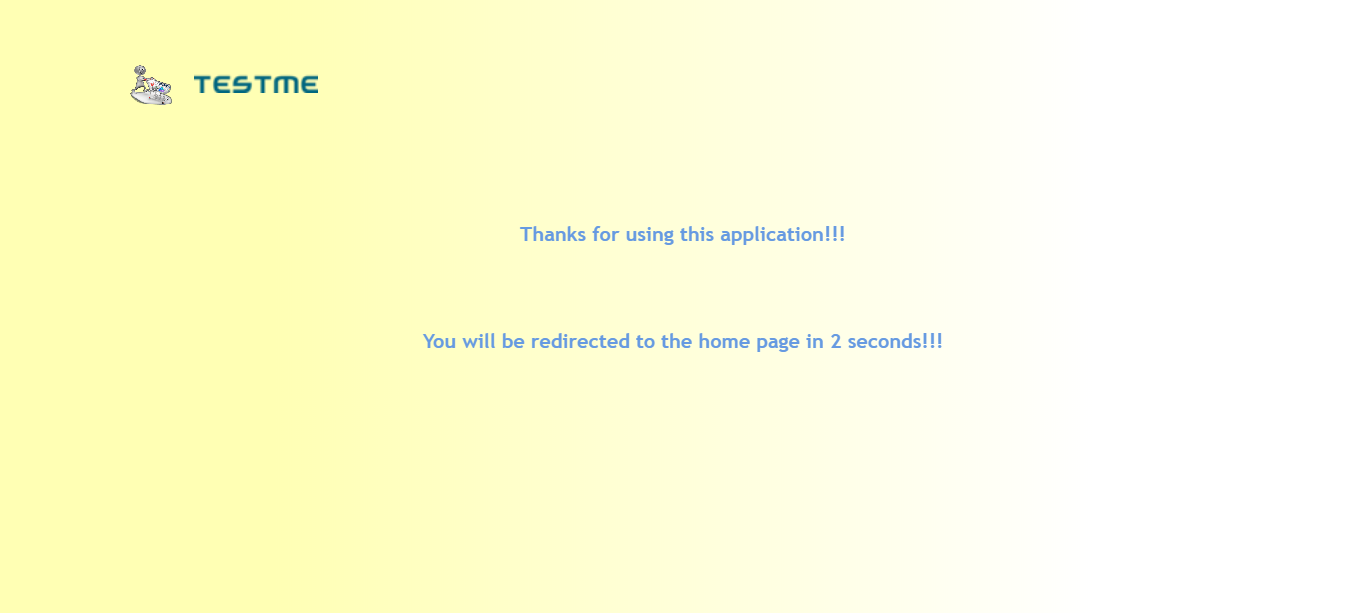 TESTME
Thanks for using this application!!!
You will be redirected to the home page in 2 seconds!!!